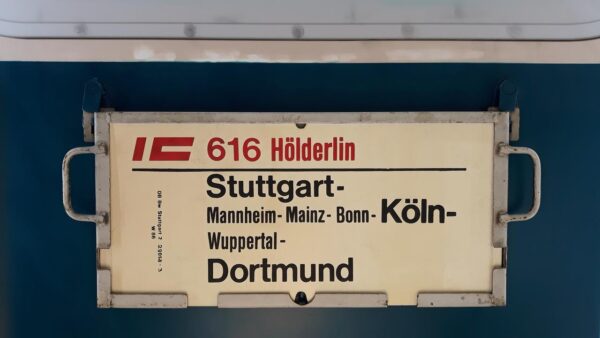 IC 616 Hölderlin
Stuttgart-
Mannheim- Mainz- Bonn- Köln-
Wuppertal-
Dortmund